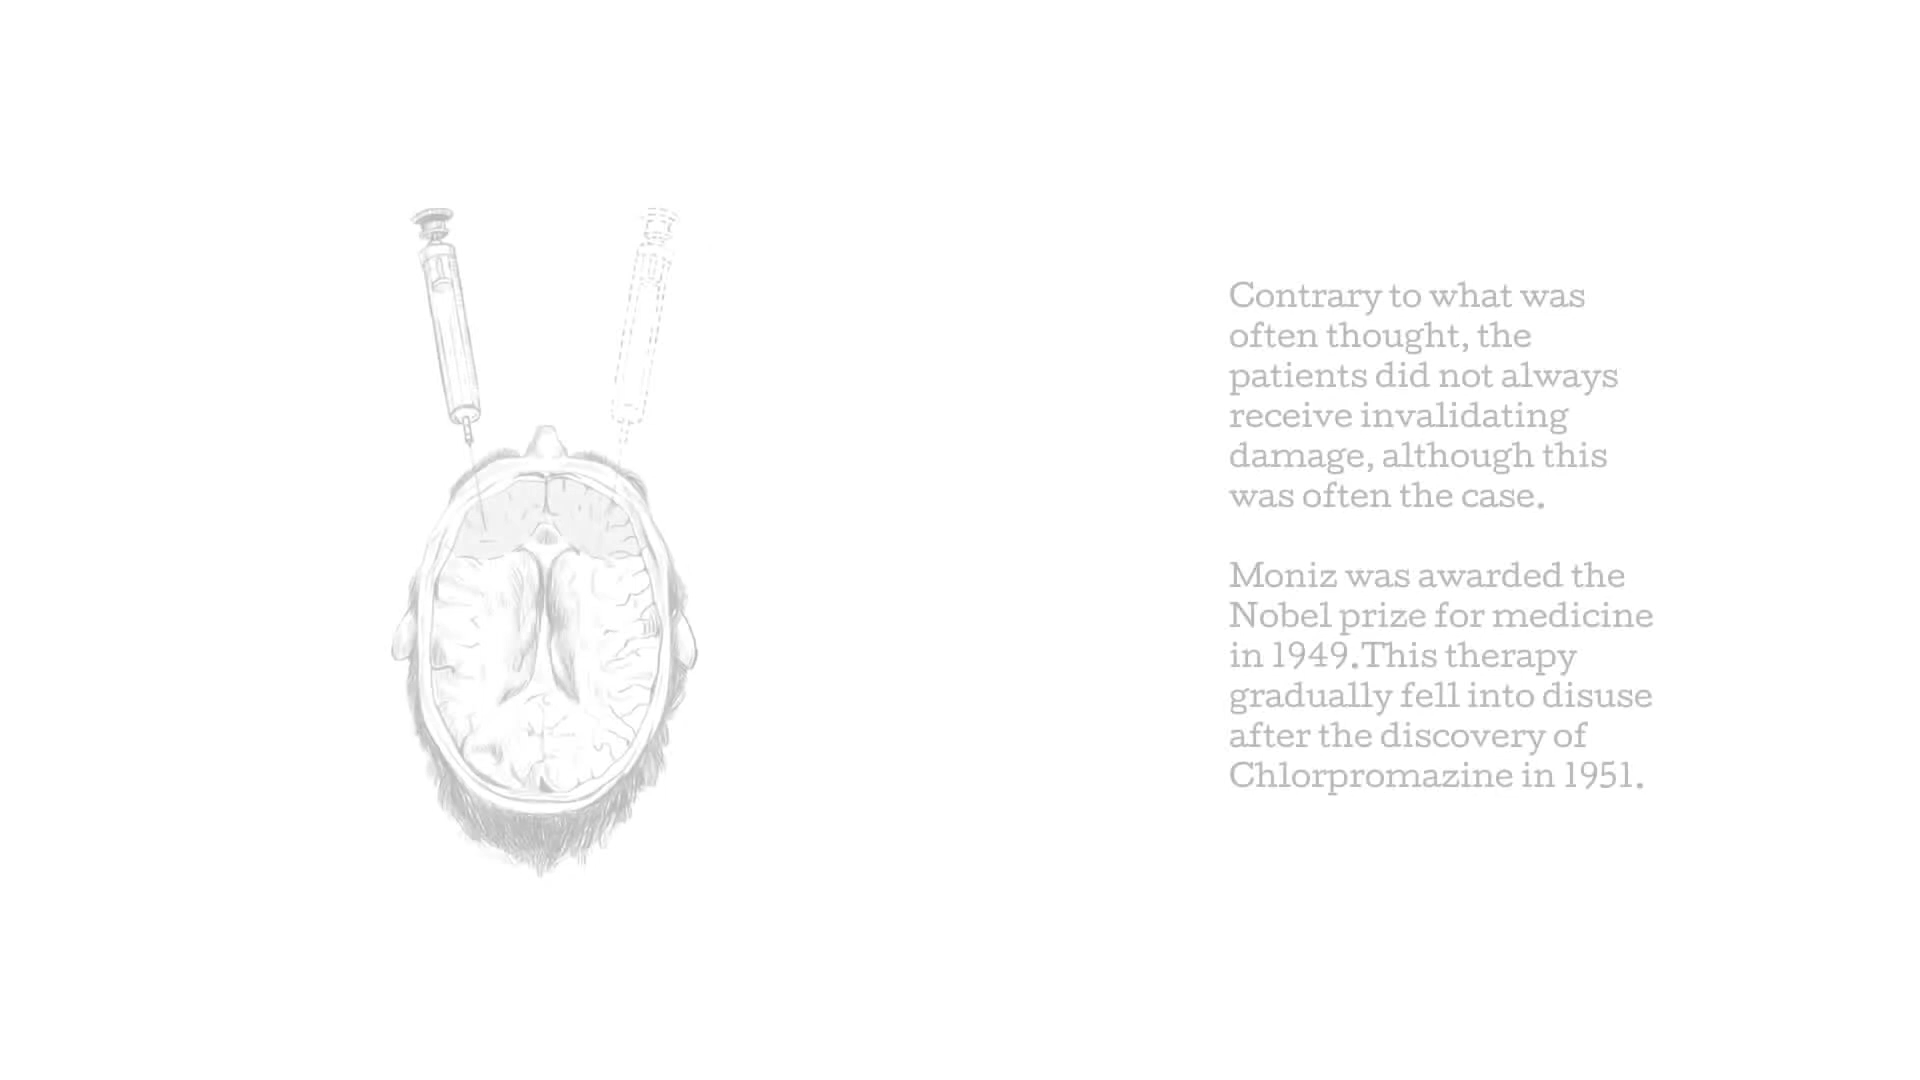 Contrary to what was
often thought, the
patients did not always
receive invalidating
damage, although this
was often the case.
Moniz was awarded the
Nobel prize for medicine
in 1949.This therapy
gradually fell into disuse
after the discovery of
Chlorpromazine in 1951.